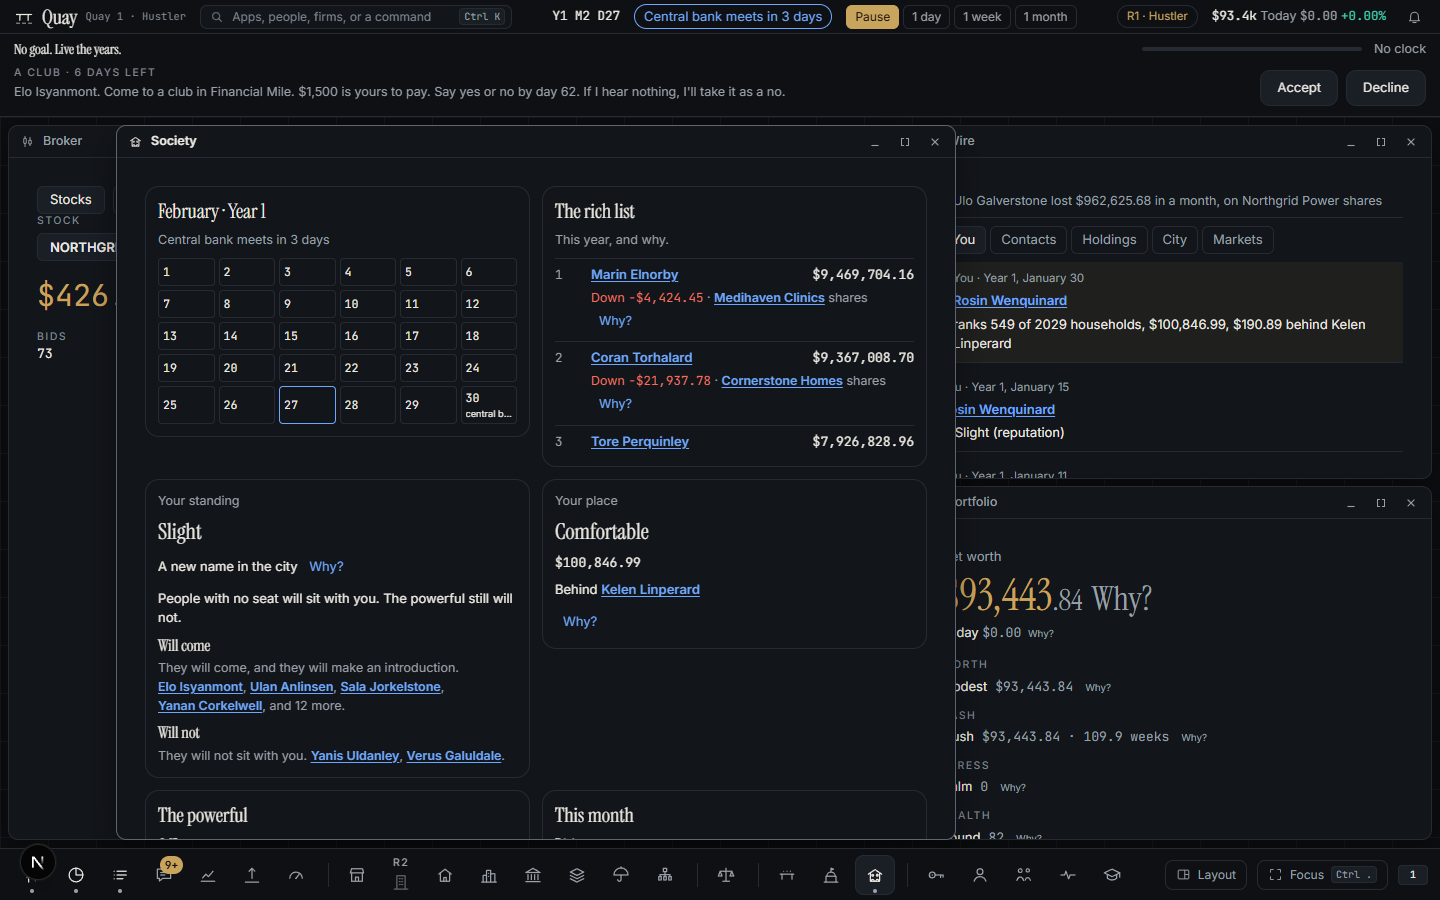 Quay
Quay 1 · Hustler
Apps, people, firms, or a command
Ctrl K
Y1 M2 D27
Central bank meets in 3 days
Pause
1 day
1 week
1 month
R1 · Hustler
$93.4k Today $0.00 +0.00%
No goal. Live the years.
No clock
A CLUB · 6 DAYS LEFT
Elo Isyanmont. Come to a club in Financial Mile. $1,500 is yours to pay. Say yes or no by day 62. If I hear nothing, I'll take it as a no.
Accept
Decline
Broker
Stocks
STOCK
NORTHGR
$426
BIDS
73
Society
February · Year 1
Central bank meets in 3 days
1 2 3 4 5 6
7 8 9 10 11 12
13 14 15 16 17 18
19 20 21 22 23 24
25 26 27 28 29 30
central b...
The rich list
This year, and why.
1 Marin Elnorby $9,469,704.16
Down -$4,424.45 · Medihaven Clinics shares
Why?
2 Coran Torhalard $9,367,008.70
Down -$21,937.78 · Cornerstone Homes shares
Why?
3 Tore Perquinley $7,926,828.96
Your standing
Slight
A new name in the city Why?
People with no seat will sit with you. The powerful still will
not.
Will come
They will come, and they will make an introduction.
Elo Isyanmont, Ulan Anlinsen, Sala Jorkelstone,
Yanan Corkelwell, and 12 more.
Will not
They will not sit with you. Yanis Uldanley, Verus Galuldale.
Your place
Comfortable
$100,846.99
Behind Kelen Linperard
Why?
The powerful
This month
Wire
Ulo Galverstone lost $962,625.68 in a month, on Northgrid Power shares
You
Contacts
Holdings
City
Markets
You · Year 1, January 30
Rosin Wenquinard
ranks 549 of 2029 households, $100,846.99, $190.89 behind Kelen
Linperard
u · Year 1, January 15
sin Wenquinard
Slight (reputation)
u · Year 1, January 11
ortfolio
et worth
$93,443.84 Why?
day $0.00 Why?
ORTH
odest $93,443.84 Why?
ASH
ush $93,443.84 · 109.9 weeks Why?
RESS
alm 0 Why?
ALTH
ound 82 Why?
N
9+
R2
Layout
Focus
Ctrl .
1